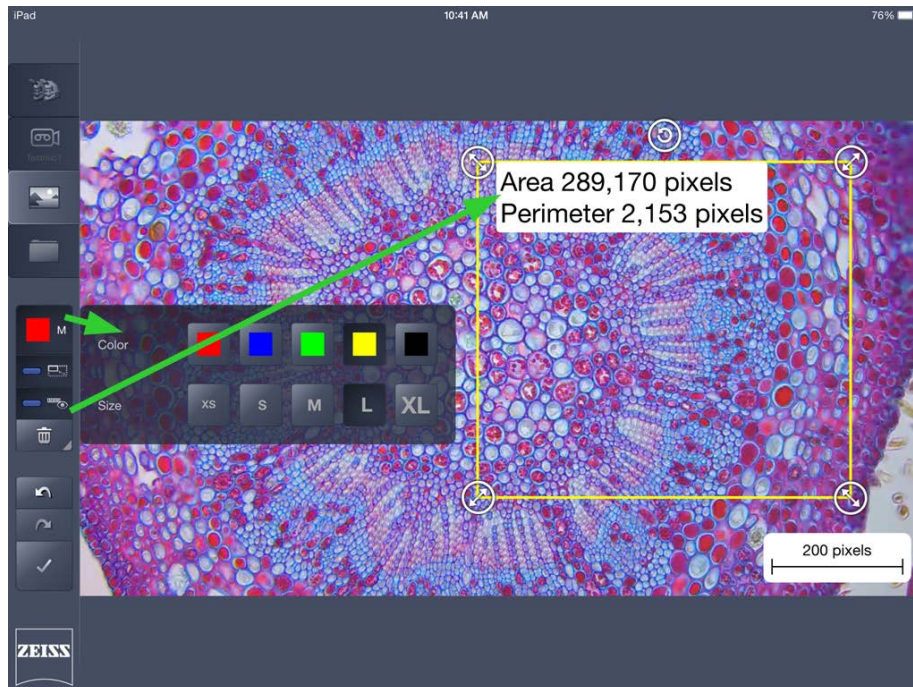 iPad 10:41 AM 76%
Area 289,170 pixels
Perimeter 2,153 pixels
M
Color
Size XS S M L XL
200 pixels
ZEISS